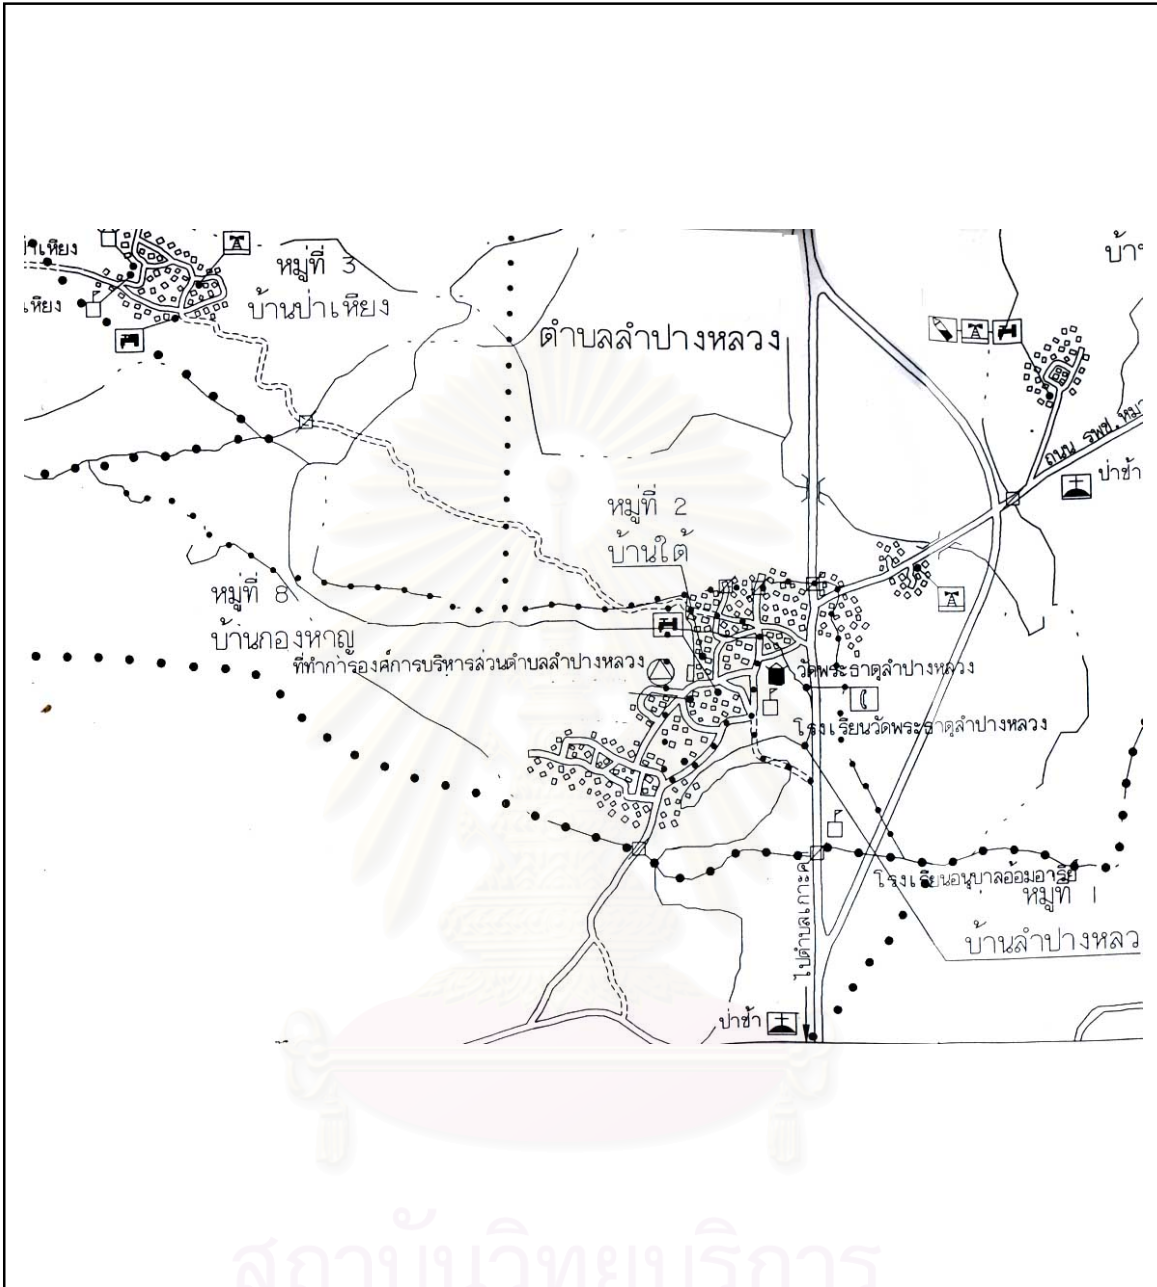 หมู่ที่ 3
บ้านป่าเหียง
เหียง
ตำบลลำปางหลวง
ป่าช้า
หมู่ที่ 2
บ้านใต้
หมู่ที่ 8
บ้านกองหาญ
ที่ทำการองค์การบริหารส่วนตำบลลำปางหลวง
วัดพระธาตุลำปางหลวง
โรงเรียนวัดพระธาตุลำปางหลวง
โรงเรียนอนุบาลอ้อมอารีย์
หมู่ที่ 1
บ้านลำปางหลว
ไปตำบลเกาะค
ป่าช้า
สถาบันวิทยบริการ